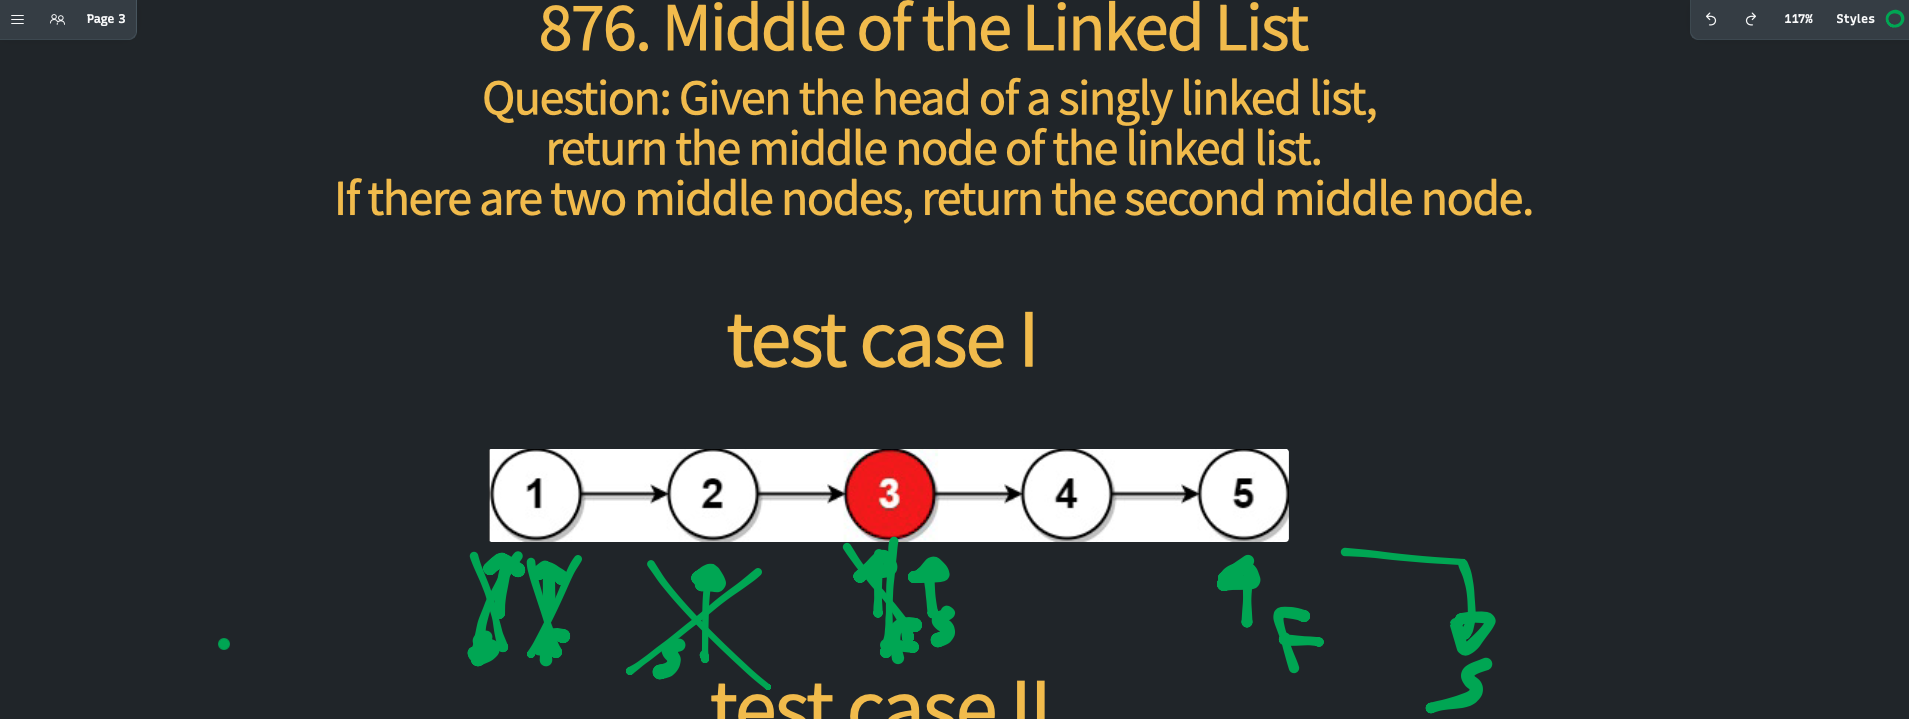 Page 3
117% Styles
876. Middle of the Linked List
Question: Given the head of a singly linked list,
return the middle node of the linked list.
If there are two middle nodes, return the second middle node.
test case I
1 2 3 4 5
S F S F S F S
test case II